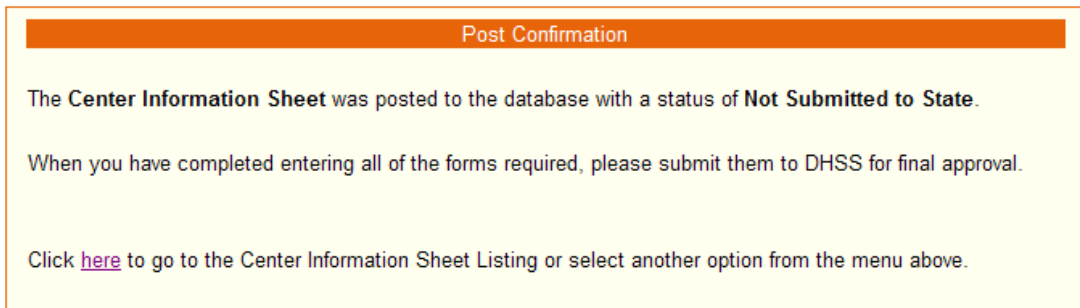 Post Confirmation
The Center Information Sheet was posted to the database with a status of Not Submitted to State.
When you have completed entering all of the forms required, please submit them to DHSS for final approval.
Click here to go to the Center Information Sheet Listing or select another option from the menu above.